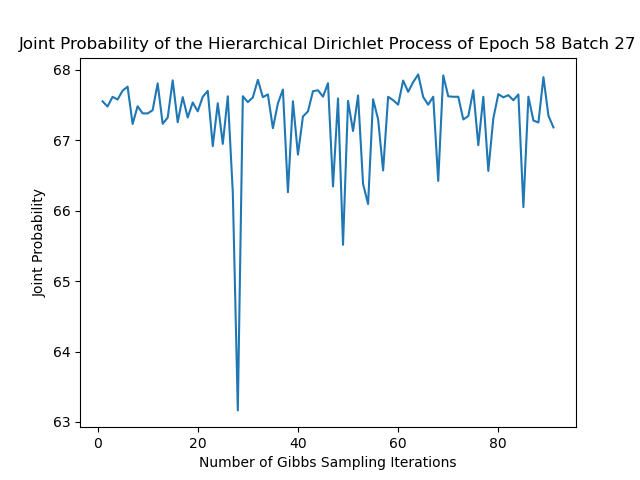 Joint Probability of the Hierarchical Dirichlet Process of Epoch 58 Batch 27
68
67
66
65
64
63
Joint Probability
0 20 40 60 80
Number of Gibbs Sampling Iterations